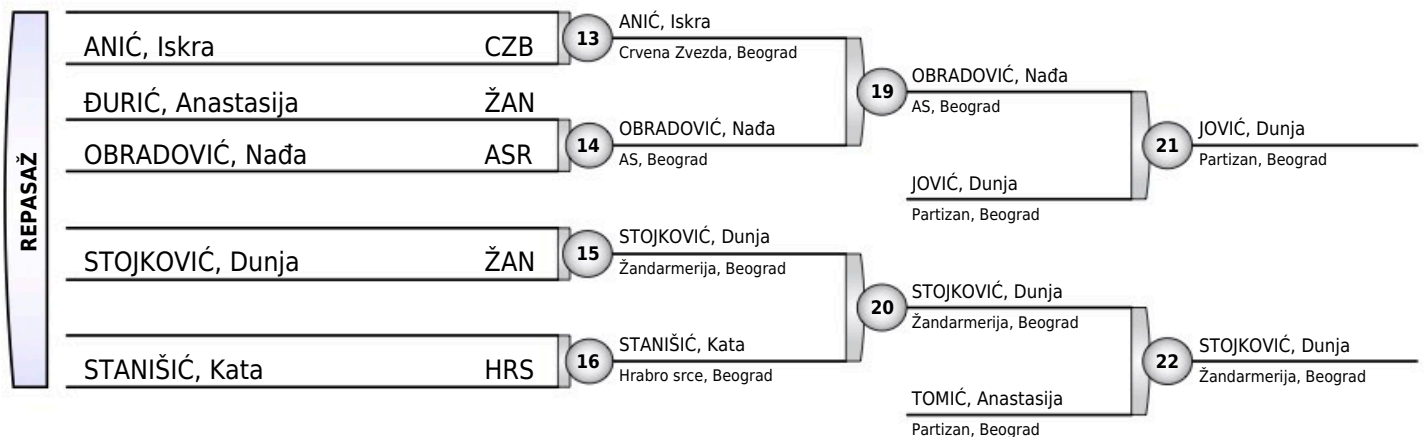 REPASAŽ
ANIĆ, Iskra CZB
ĐURIĆ, Anastasija ŽAN
OBRADOVIĆ, Nađa ASR
STOJKOVIĆ, Dunja ŽAN
STANIŠIĆ, Kata HRS
13
ANIĆ, Iskra
Crvena Zvezda, Beograd
14
OBRADOVIĆ, Nađa
AS, Beograd
15
STOJKOVIĆ, Dunja
Žandarmerija, Beograd
16
STANIŠIĆ, Kata
Hrabro srce, Beograd
19
OBRADOVIĆ, Nađa
AS, Beograd
JOVIĆ, Dunja
Partizan, Beograd
20
STOJKOVIĆ, Dunja
Žandarmerija, Beograd
TOMIĆ, Anastasija
Partizan, Beograd
21
JOVIĆ, Dunja
Partizan, Beograd
22
STOJKOVIĆ, Dunja
Žandarmerija, Beograd